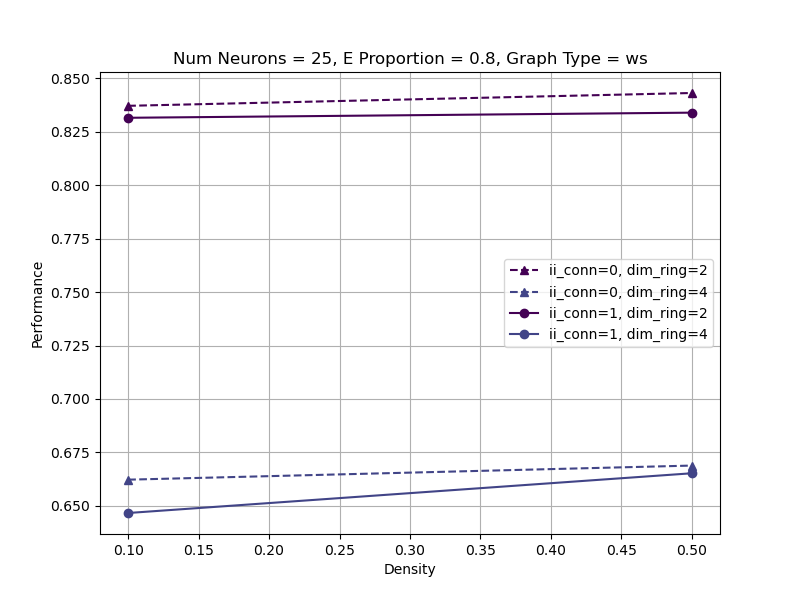 Num Neurons = 25, E Proportion = 0.8, Graph Type = ws
0.850
0.825
0.800
0.775
0.750
0.725
0.700
0.675
0.650
Performance
ii_conn=0, dim_ring=2
ii_conn=0, dim_ring=4
ii_conn=1, dim_ring=2
ii_conn=1, dim_ring=4
0.10 0.15 0.20 0.25 0.30 0.35 0.40 0.45 0.50
Density